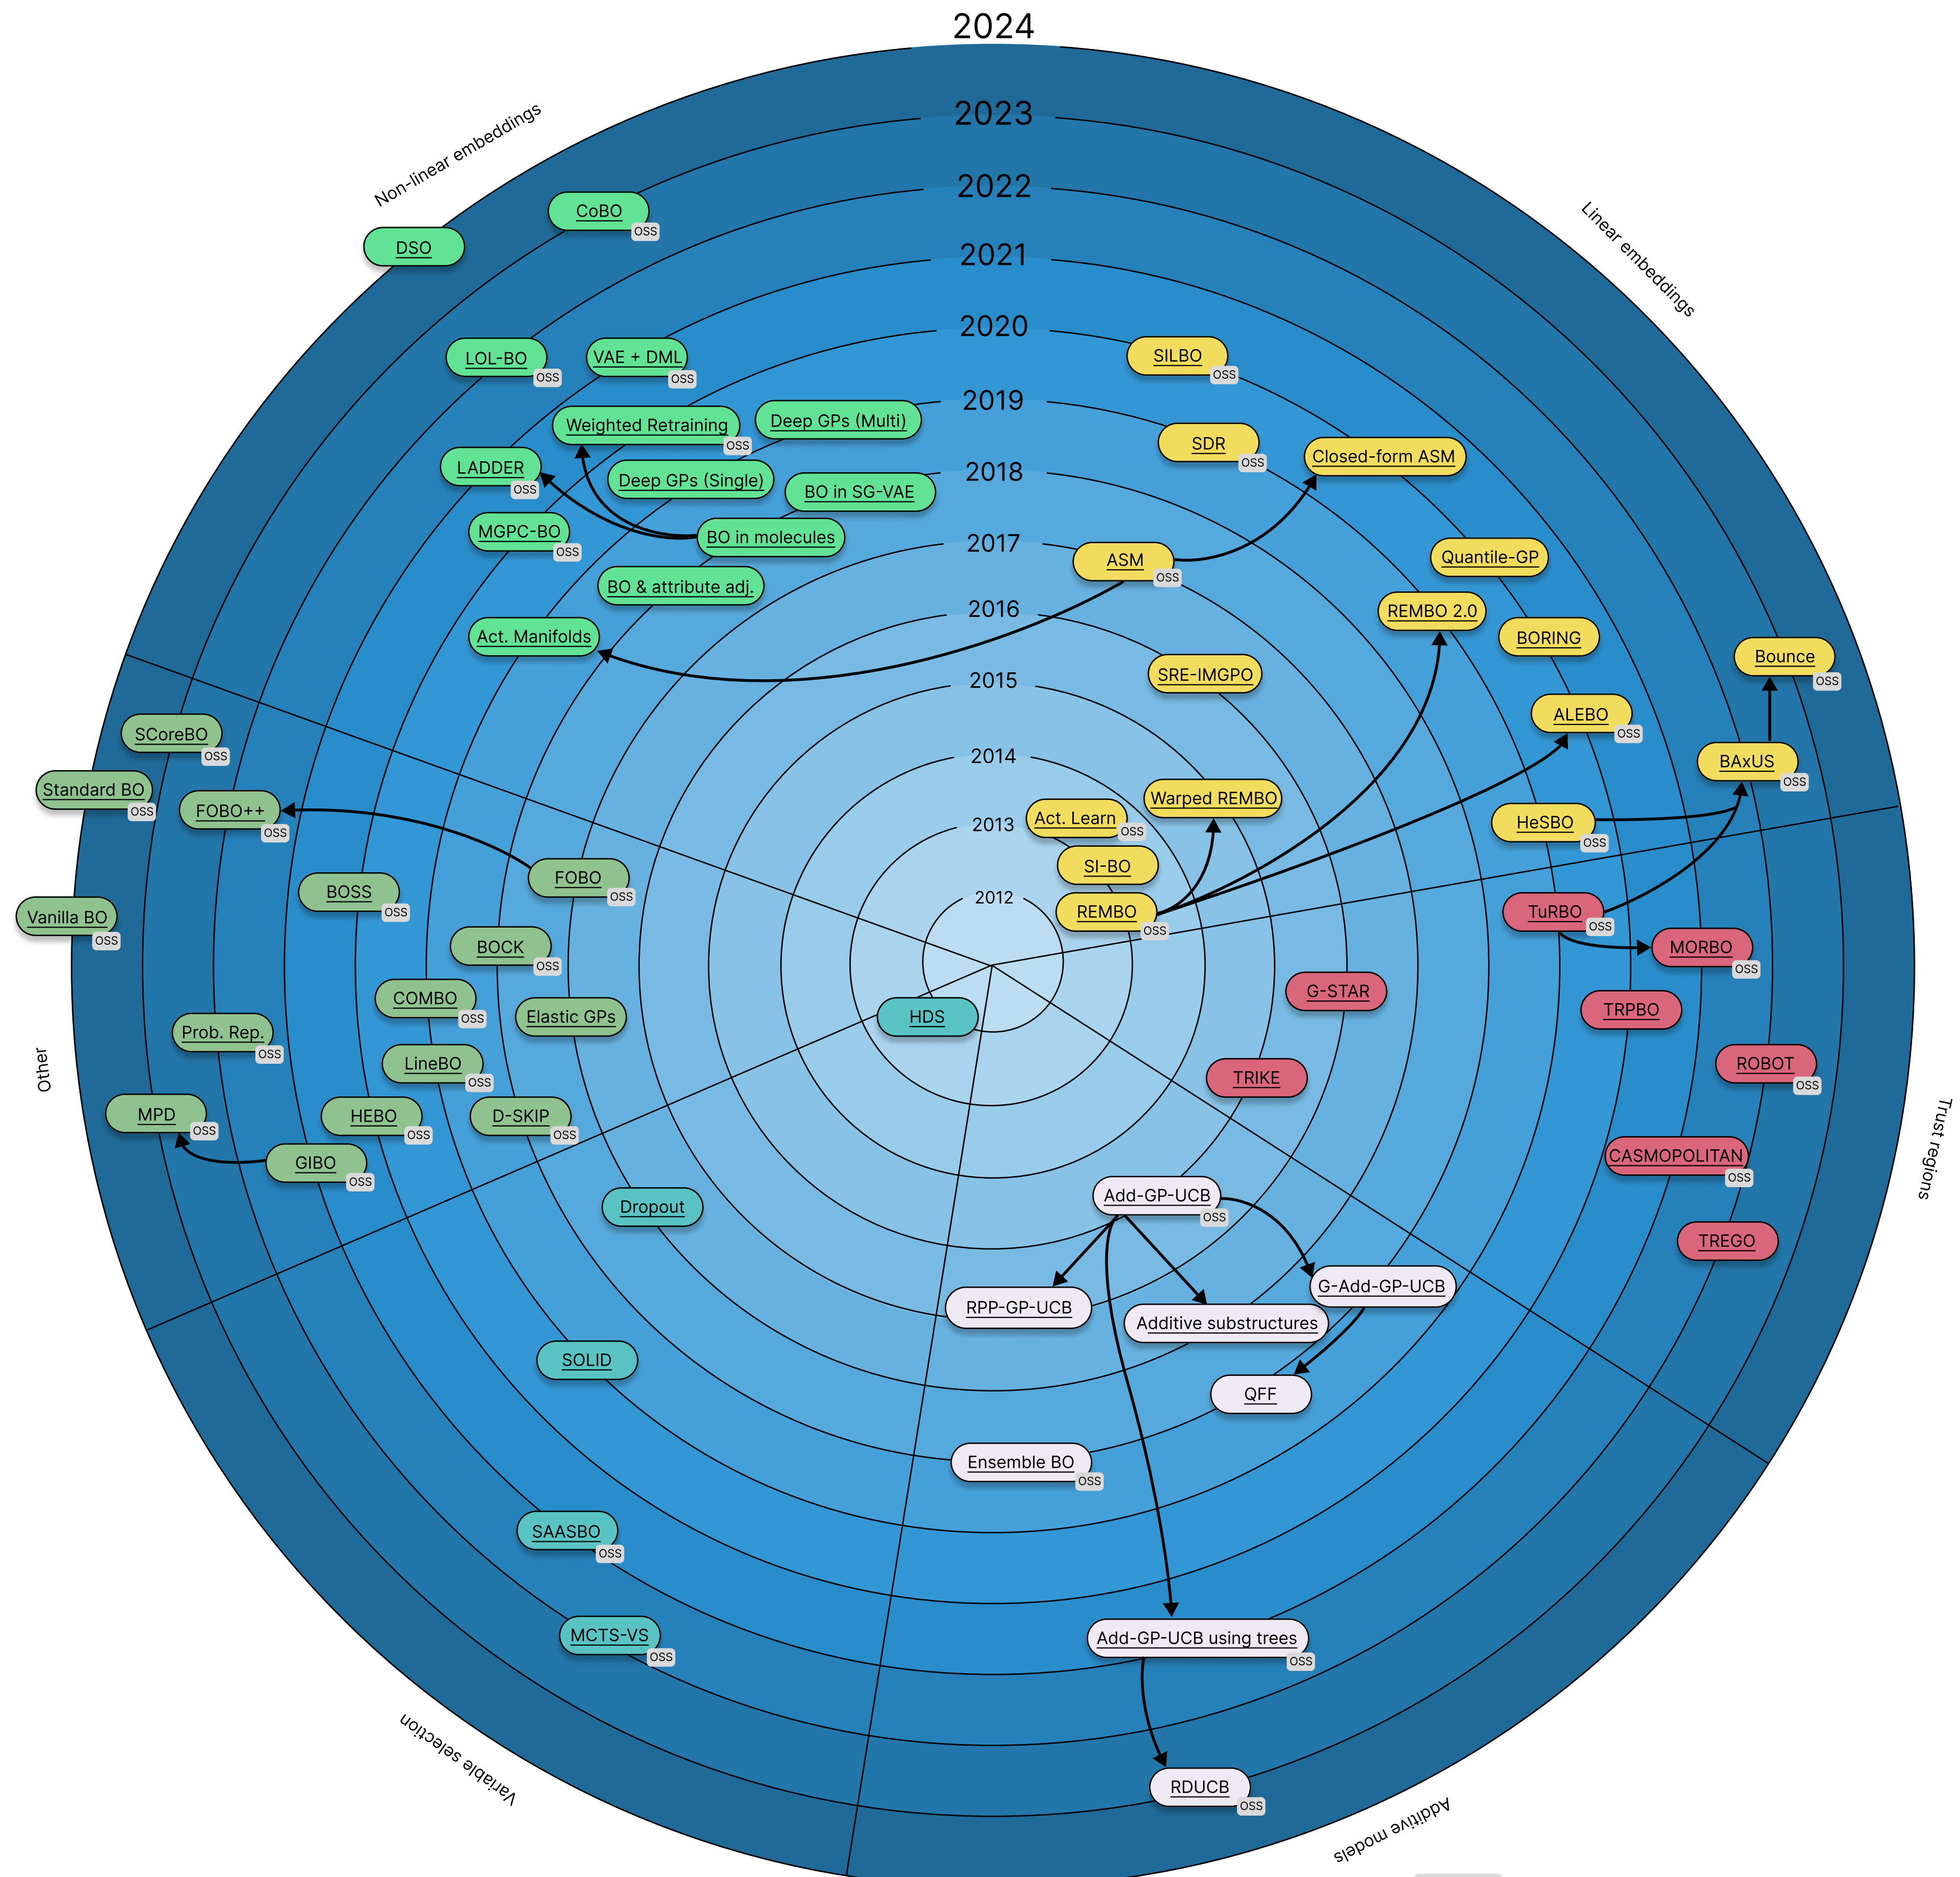 2024
2023
2022
2021
2020
2019
2018
2017
2016
2015
2014
2013
2012
Non-linear embeddings
CoBO
OSS
DSO
LOL-BO
OSS
VAE + DML
OSS
Weighted Retraining
OSS
Deep GPs (Multi)
LADDER
OSS
Deep GPs (Single)
BO in SG-VAE
MGPC-BO
OSS
BO in molecules
BO & attribute adj.
Act. Manifolds
Linear embeddings
SILBO
OSS
SDR
OSS
Closed-form ASM
ASM
OSS
Quantile-GP
REMBO 2.0
BORING
SRE-IMGPO
Bounce
OSS
ALEBO
OSS
BAxUS
OSS
Warped REMBO
Act. Learn
OSS
HeSBO
OSS
SI-BO
REMBO
OSS
Trust regions
TuRBO
OSS
MORBO
OSS
G-STAR
TRPBO
ROBOT
OSS
TRIKE
CASMOPOLITAN
OSS
TREGO
Additive models
Add-GP-UCB
OSS
G-Add-GP-UCB
RPP-GP-UCB
Additive substructures
QFF
Ensemble BO
OSS
Add-GP-UCB using trees
OSS
RDUCB
OSS
Variable selection
HDS
Dropout
SOLID
SAASBO
OSS
MCTS-VS
OSS
Other
SCoreBO
OSS
Standard BO
OSS
FOBO++
OSS
FOBO
OSS
BOSS
OSS
Vanilla BO
OSS
BOCK
OSS
COMBO
OSS
Elastic GPs
Prob. Rep.
OSS
LineBO
OSS
MPD
OSS
HEBO
OSS
D-SKIP
OSS
GIBO
OSS